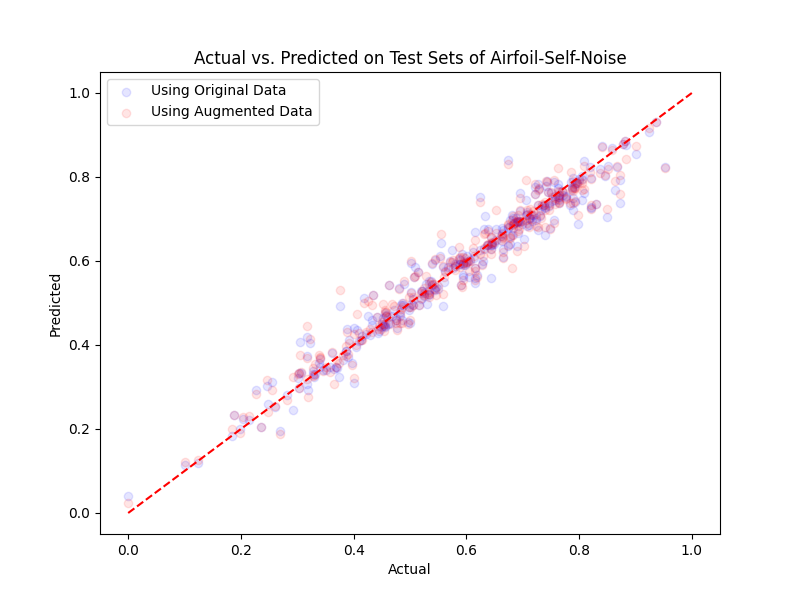 Actual vs. Predicted on Test Sets of Airfoil-Self-Noise
Using Original Data
Using Augmented Data
1.0
0.8
0.6
0.4
0.2
0.0
Predicted
0.0 0.2 0.4 0.6 0.8 1.0
Actual